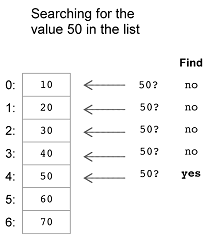 Searching for the
value 50 in the list
Find
0: 10 50? no
1: 20 50? no
2: 30 50? no
3: 40 50? no
4: 50 50? yes
5: 60
6: 70